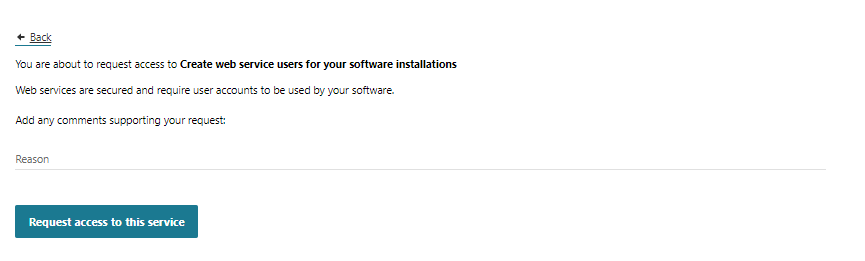 Back
You are about to request access to Create web service users for your software installations
Web services are secured and require user accounts to be used by your software.
Add any comments supporting your request:
Reason
Request access to this service